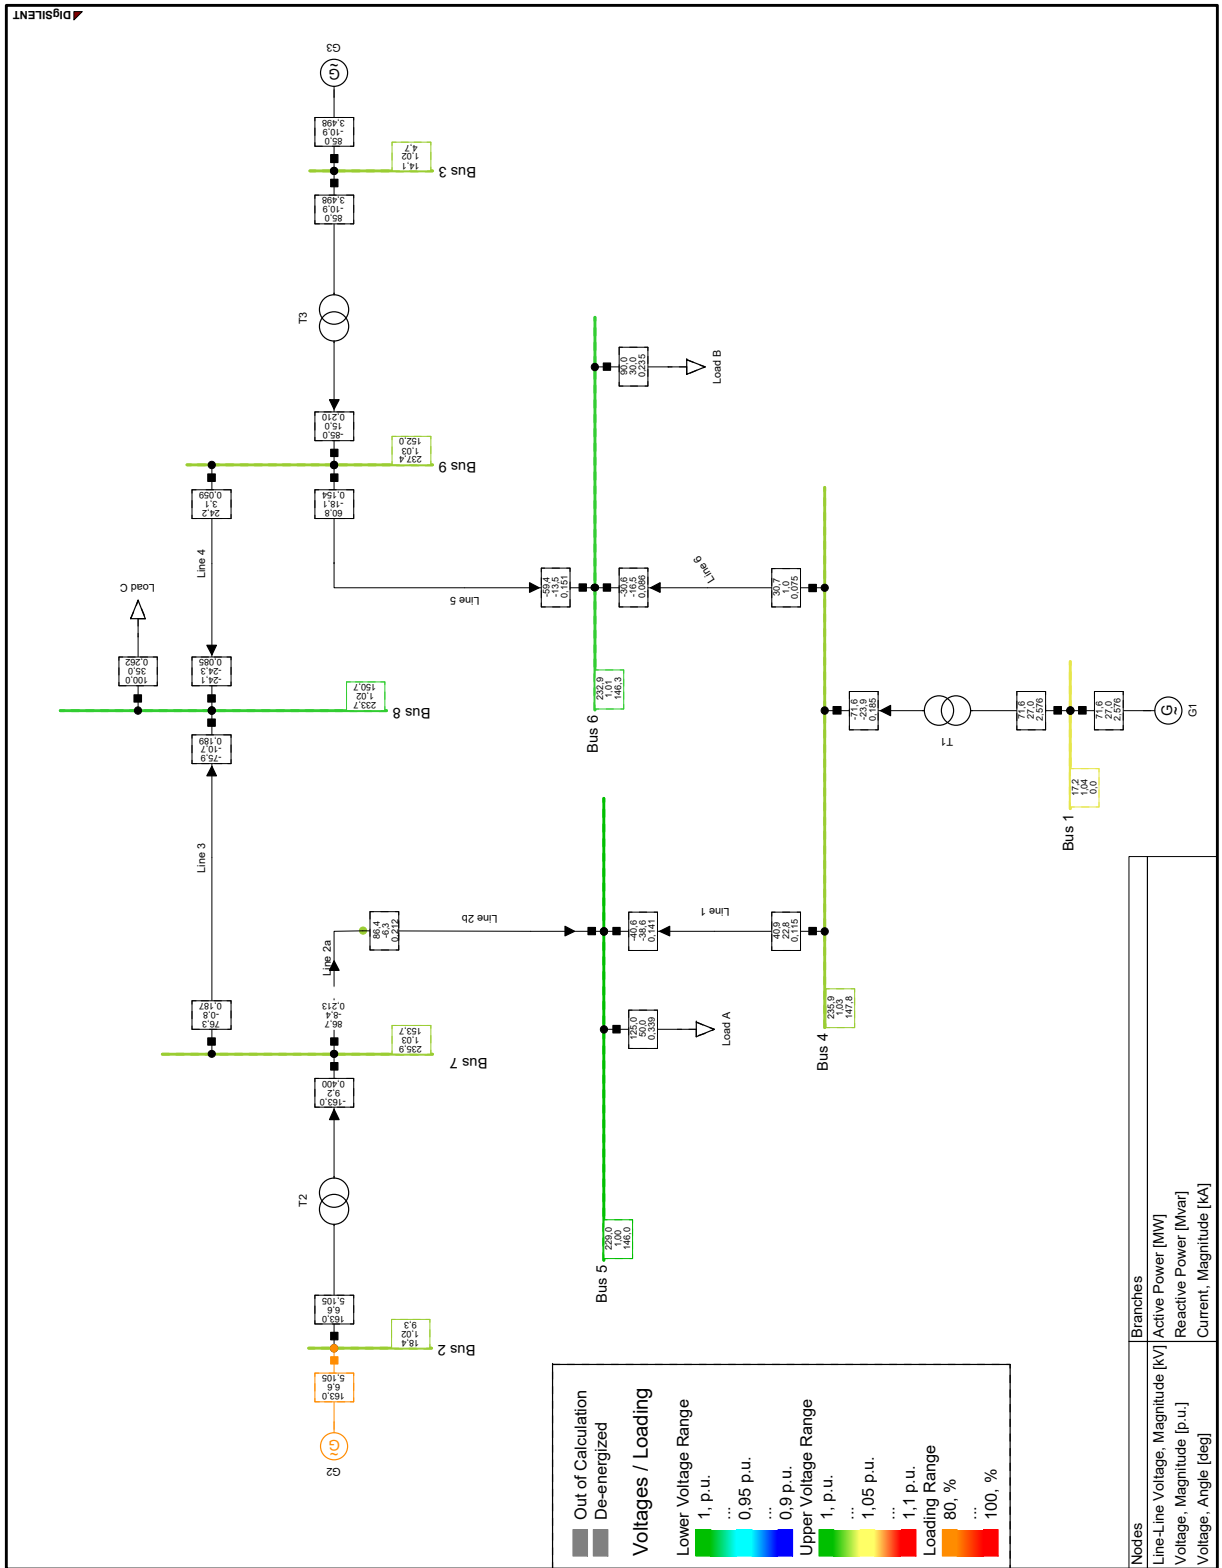 DIgSILENT
G3
3,498
-10,9
85,0
4,7
1,02
14,1
Bus 3
3,498
-10,9
85,0
T3
0,210
15,0
-85,0
152,0
1,03
237,4
Bus 9
0,059
3,1
24,2
0,154
-18,1
60,8
Line 4
Load C
0,262
35,0
100,0
0,085
-24,3
-24,1
150,7
1,02
233,7
Bus 8
0,189
-10,7
-75,9
Line 3
Line 5
-59,4
-13,5
0,151
90,0
30,0
0,235
Load B
-30,6
-16,5
0,086
Line 6
30,7
1,0
0,075
232,9
1,01
146,3
Bus 6
-71,6
-23,9
0,185
T1
71,6
27,0
2,576
71,6
27,0
2,576
G1
17,2
1,04
0,0
Bus 1
86,4
-6,3
0,212
Line 2b
Line 2a
-40,6
-38,6
0,141
Line 1
40,9
22,8
0,115
0,187
-0,8
76,3
0,213
-8,4
86,7
153,7
1,03
235,9
Bus 7
125,0
50,0
0,339
Load A
235,9
1,03
147,8
Bus 4
0,400
9,2
-163,0
T2
229,0
1,00
146,0
Bus 5
5,105
6,6
163,0
9,3
1,02
18,4
Bus 2
5,105
6,6
163,0
G2
G~
G~
G~
Out of Calculation
De-energized
Voltages / Loading
Lower Voltage Range
1, p.u.
...
0,95 p.u.
...
0,9 p.u.
Upper Voltage Range
1, p.u.
...
1,05 p.u.
...
1,1 p.u.
Loading Range
80, %
...
100, %
Nodes
Line-Line Voltage, Magnitude [kV]
Voltage, Magnitude [p.u.]
Voltage, Angle [deg]
Branches
Active Power [MW]
Reactive Power [Mvar]
Current, Magnitude [kA]